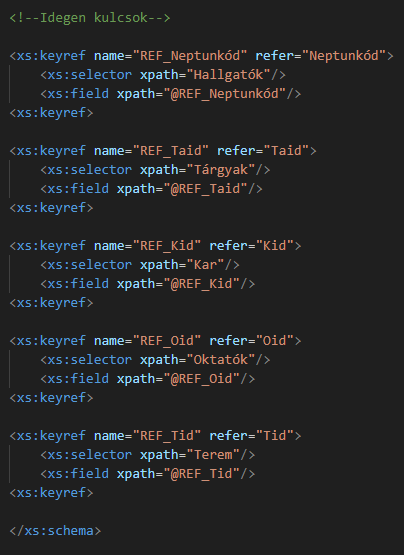 <!--Idegen kulcsok-->
<xs:keyref name="REF_Neptunkód" refer="Neptunkód">
<xs:selector xpath="Hallgatók"/>
<xs:field xpath="@REF_Neptunkód"/>
<xs:keyref>
<xs:keyref name="REF_Taid" refer="Taid">
<xs:selector xpath="Tárgyak"/>
<xs:field xpath="@REF_Taid"/>
<xs:keyref>
<xs:keyref name="REF_Kid" refer="Kid">
<xs:selector xpath="Kar"/>
<xs:field xpath="@REF_Kid"/>
<xs:keyref>
<xs:keyref name="REF_Oid" refer="Oid">
<xs:selector xpath="Oktatók"/>
<xs:field xpath="@REF_Oid"/>
<xs:keyref>
<xs:keyref name="REF_Tid" refer="Tid">
<xs:selector xpath="Terem"/>
<xs:field xpath="@REF_Tid"/>
<xs:keyref>
</xs:schema>